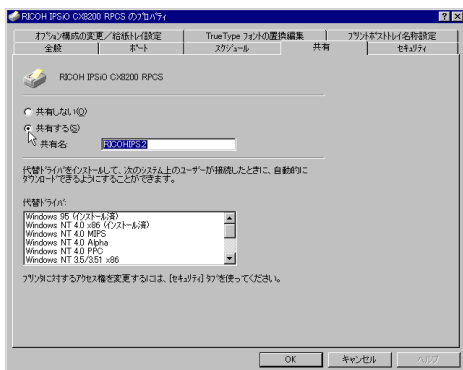 RICOH IPSiO CX8200 RPCS のプロパティ
オプション構成の変更／給紙トレイ設定
TrueType フォントの置換編集
プリントポストトレイ名称設定
全般
ポート
スケジュール
共有
セキュリティ
RICOH IPSiO CX8200 RPCS
共有しない(O)
共有する(S)
共有名
RICOHIPS.2
代替ドライバをインストールして、次のシステム上のユーザーが接続したときに、自動的に
ダウンロードできるようにすることができます。
代替ドライバ:
Windows 95 (インストール済)
Windows NT 4.0 x86 (インストール済)
Windows NT 4.0 MIPS
Windows NT 4.0 Alpha
Windows NT 4.0 PPC
Windows NT 3.5/3.51 x86
プリンタに対するアクセス権を変更するには、[セキュリティ] タブを使ってください。
OK
キャンセル
ヘルプ